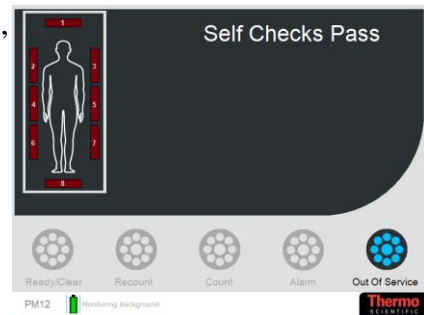 ,
Self Checks Pass
1
2 3
4 5
6 7
8
Ready/Clear Recount Count Alarm Out Of Service
PM12 Monitoring Background
Thermo
SCIENTIFIC